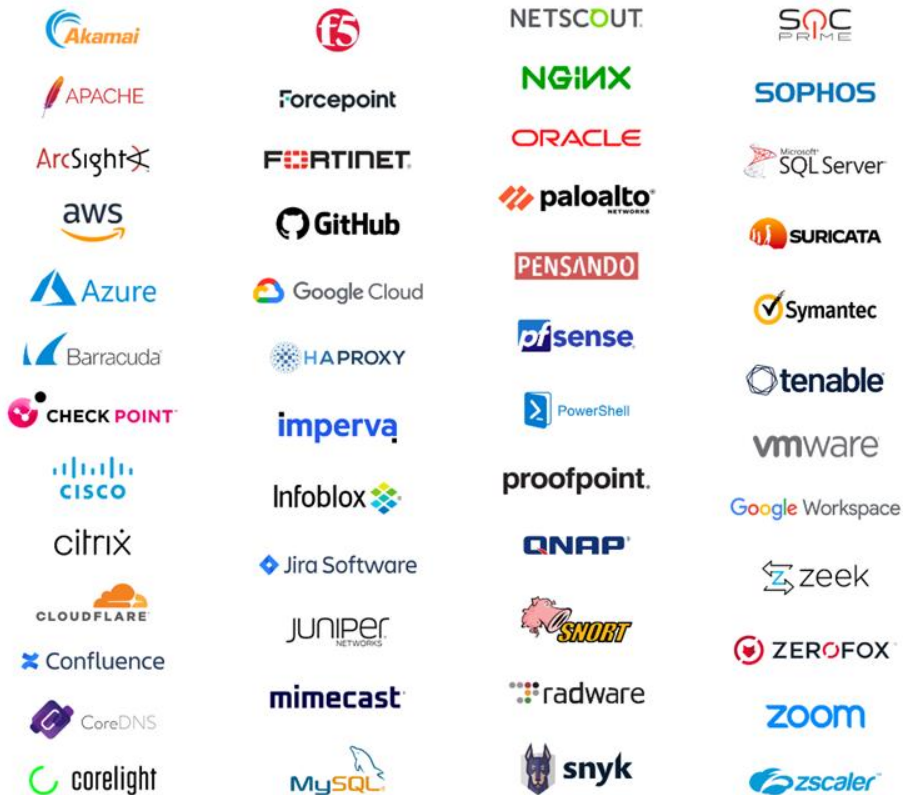 Akamai
APACHE
ArcSight
aws
Azure
Barracuda
CHECK POINT
CISCO
citrix
CLOUDFLARE
Confluence
CoreDNS
corelight
f5
Forcepoint
FORTINET
GitHub
Google Cloud
HAPROXY
imperva
Infoblox
Jira Software
JUNIPER
NETWORKS
mimecast
MySQL
NETSCOUT
NGINX
ORACLE
paloalto
NETWORKS
PENSANDO
pfsense
PowerShell
proofpoint
QNAP
SNORT
radware
snyk
SOC
PRIME
SOPHOS
Microsoft
SQL Server
SURICATA
Symantec
tenable
vmware
Google Workspace
zeek
ZEROFOX
zoom
zscaler